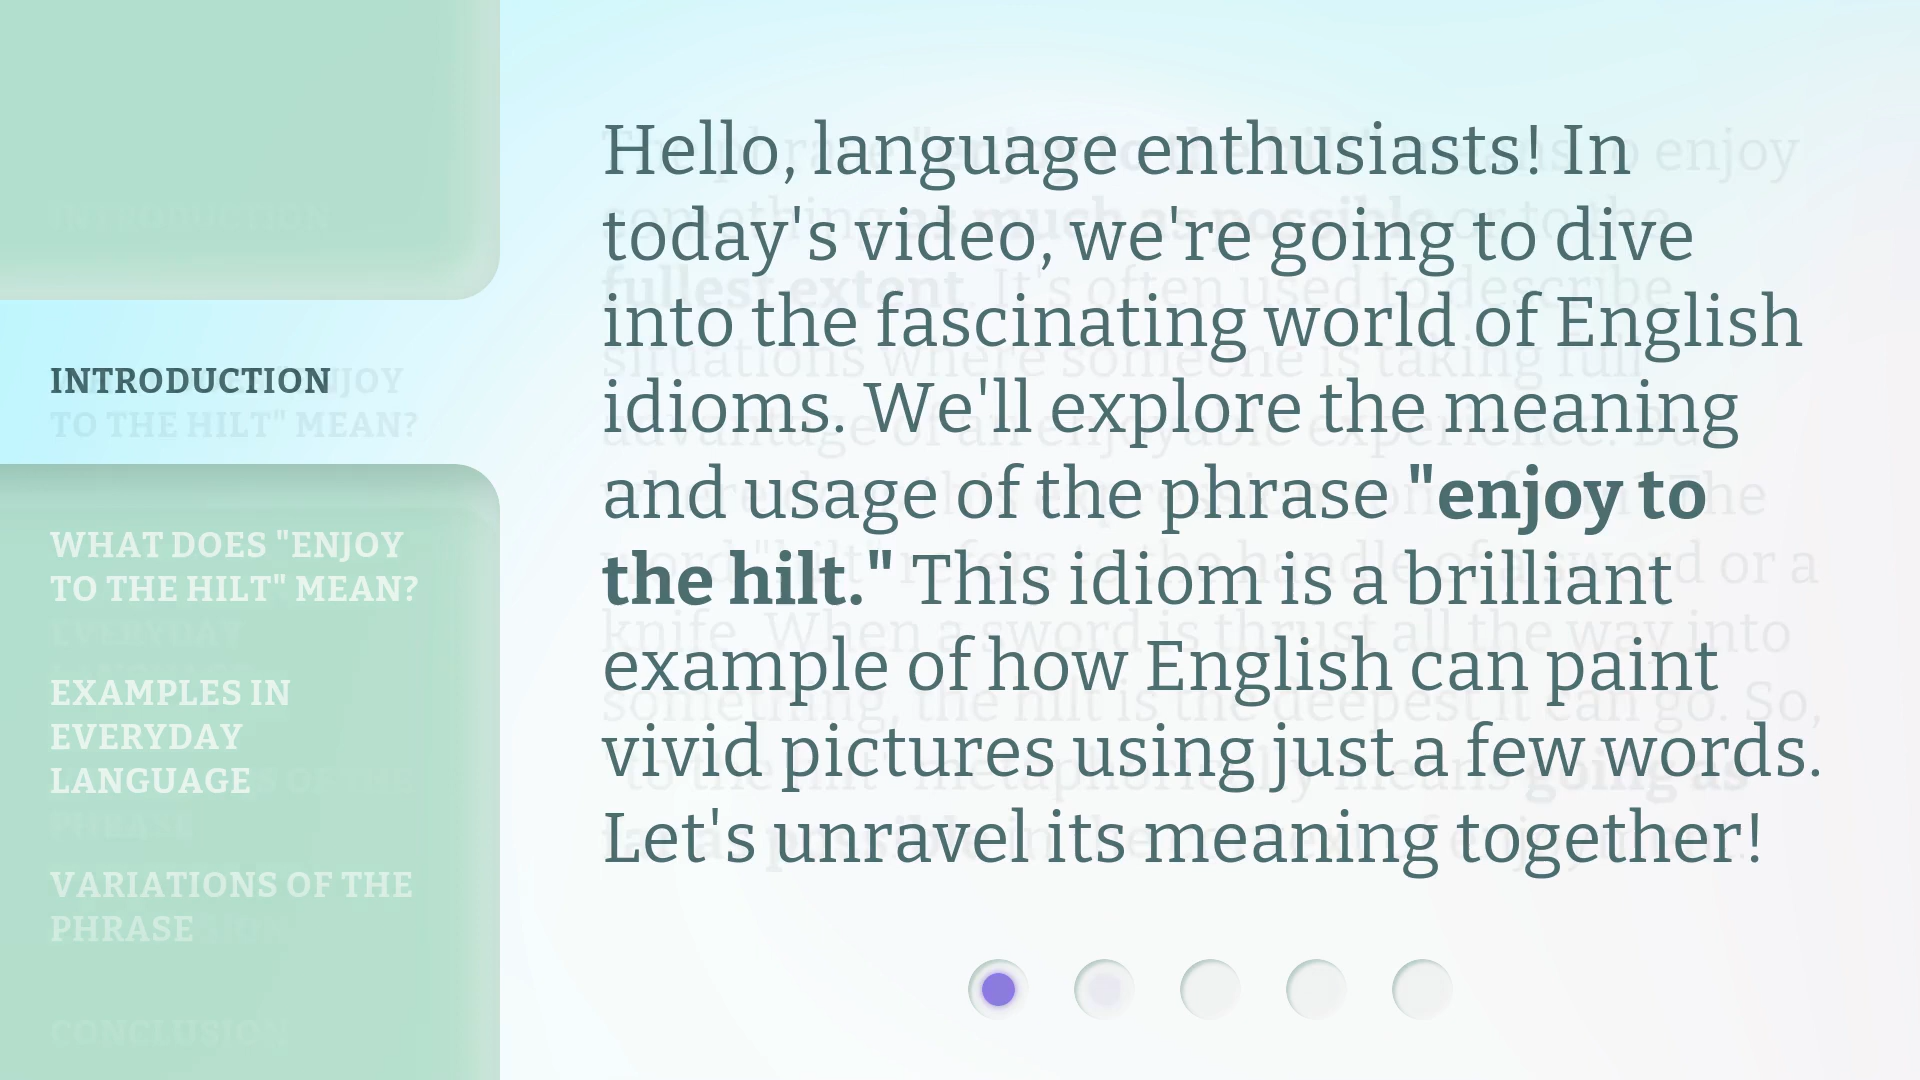 INTRODUCTION
WHAT DOES "ENJOY
TO THE HILT" MEAN?
EXAMPLES IN
EVERYDAY
LANGUAGE
VARIATIONS OF THE
PHRASE
CONCLUSION
Hello, language enthusiasts! In
today's video, we're going to dive
into the fascinating world of English
idioms. We'll explore the meaning
and usage of the phrase "enjoy to
the hilt." This idiom is a brilliant
example of how English can paint
vivid pictures using just a few words.
Let's unravel its meaning together!